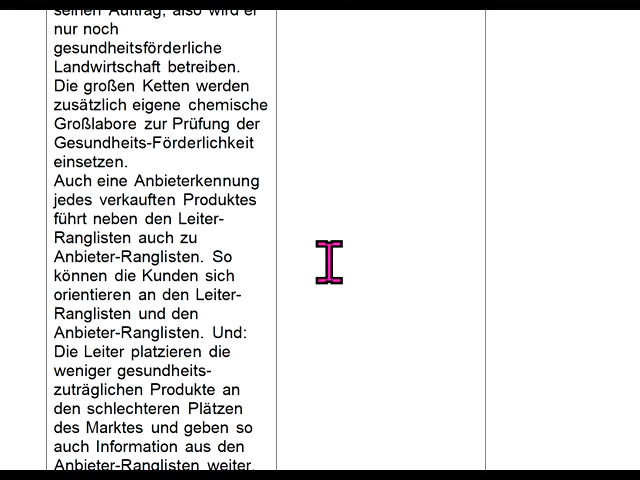 seinen Auftrag, also wird er
nur noch
gesundheitsförderliche
Landwirtschaft betreiben.
Die großen Ketten werden
zusätzlich eigene chemische
Großlabore zur Prüfung der
Gesundheits-Förderlichkeit
einsetzen.
Auch eine Anbieterkennung
jedes verkauften Produktes
führt neben den Leiter-
Ranglisten auch zu
Anbieter-Ranglisten. So
können die Kunden sich
orientieren an den Leiter-
Ranglisten und den
Anbieter-Ranglisten. Und:
Die Leiter platzieren die
weniger gesundheits-
zuträglichen Produkte an
den schlechteren Plätzen
des Marktes und geben so
auch Information aus den
Anbieter-Ranglisten weiter.